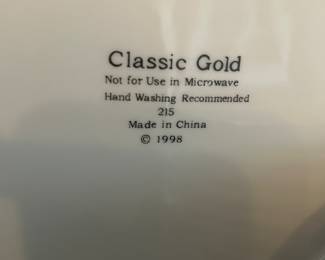 Classic Gold
Not for Use in Microwave
Hand Washing Recommended
215
Made in China
© 1998